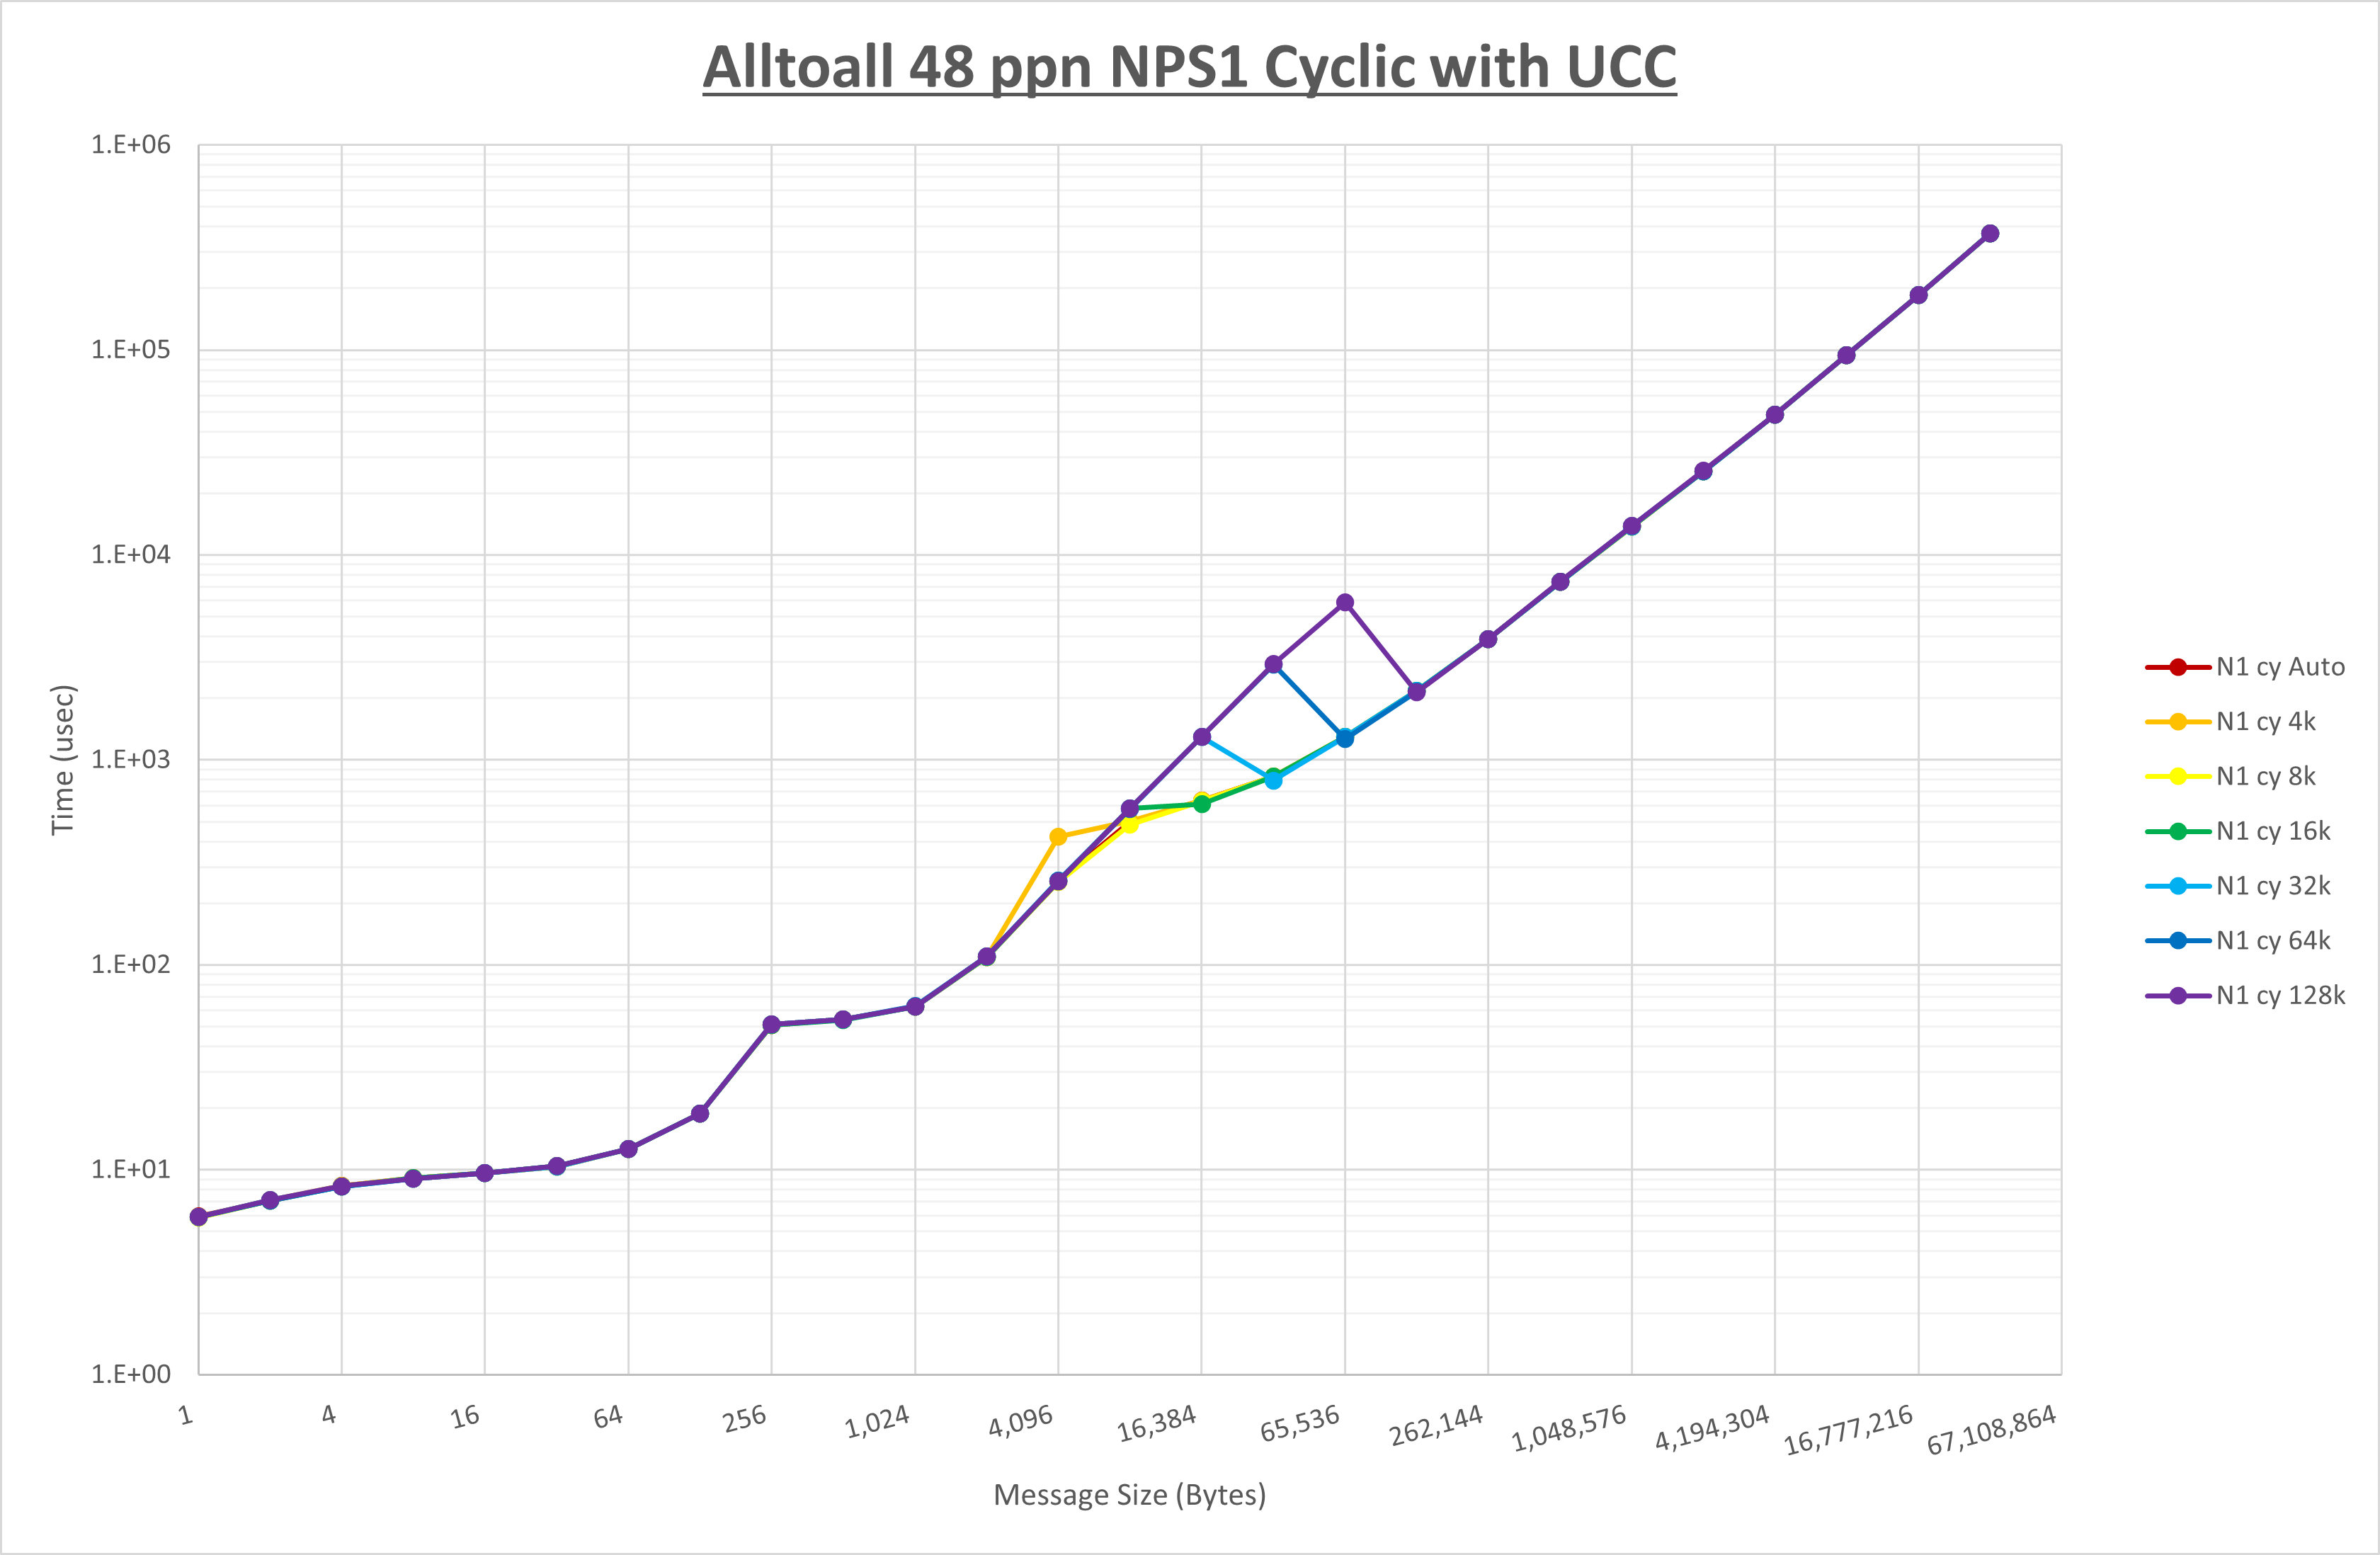 Alltoall 48 ppn NPS1 Cyclic with UCC
1.E+06
1.E+05
1.E+04
1.E+03
1.E+02
1.E+01
1.E+00
Time (usec)
1
4
16
64
256
1,024
4,096
16,384
65,536
262,144
1,048,576
4,194,304
16,777,216
67,108,864
Message Size (Bytes)
N1 cy Auto
N1 cy 4k
N1 cy 8k
N1 cy 16k
N1 cy 32k
N1 cy 64k
N1 cy 128k